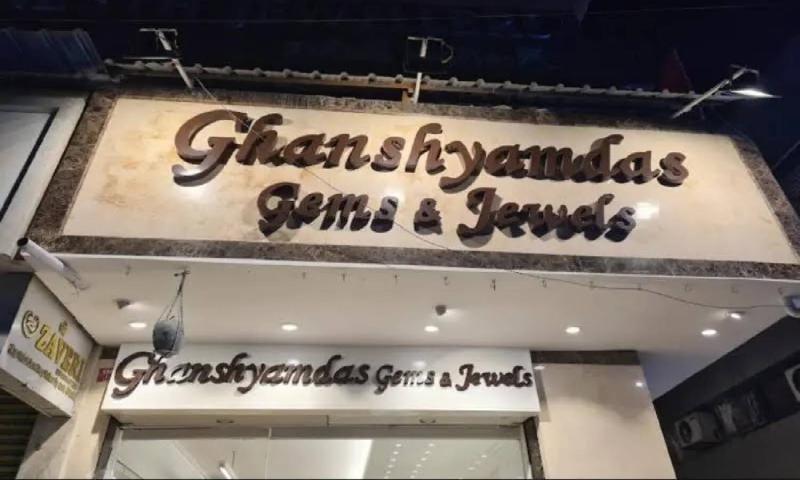 Ghanshyamdas
Gems & Jewels
Ghanshyamdas Gems & Jewels
ZAVERI